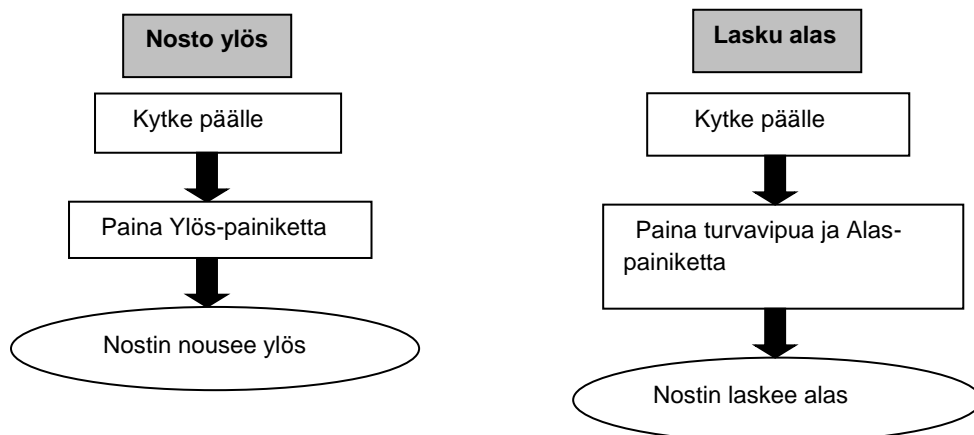 Nosto ylös
Kytke päälle
Paina Ylös-painiketta
Nostin nousee ylös
Lasku alas
Kytke päälle
Paina turvavipua ja Alas-
painiketta
Nostin laskee alas